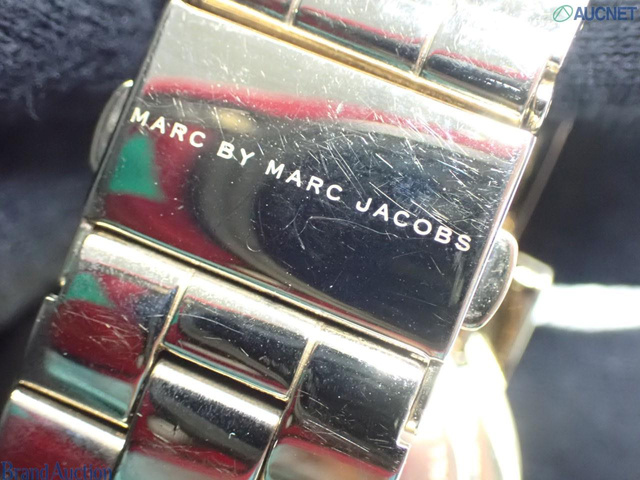 AUCNET
MARC BY MARC JACOBS
Brand Auction